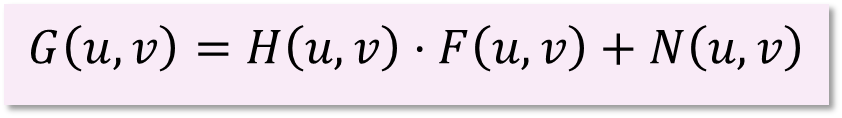 G(u, v) = H(u, v) · F(u, v) + N(u, v)